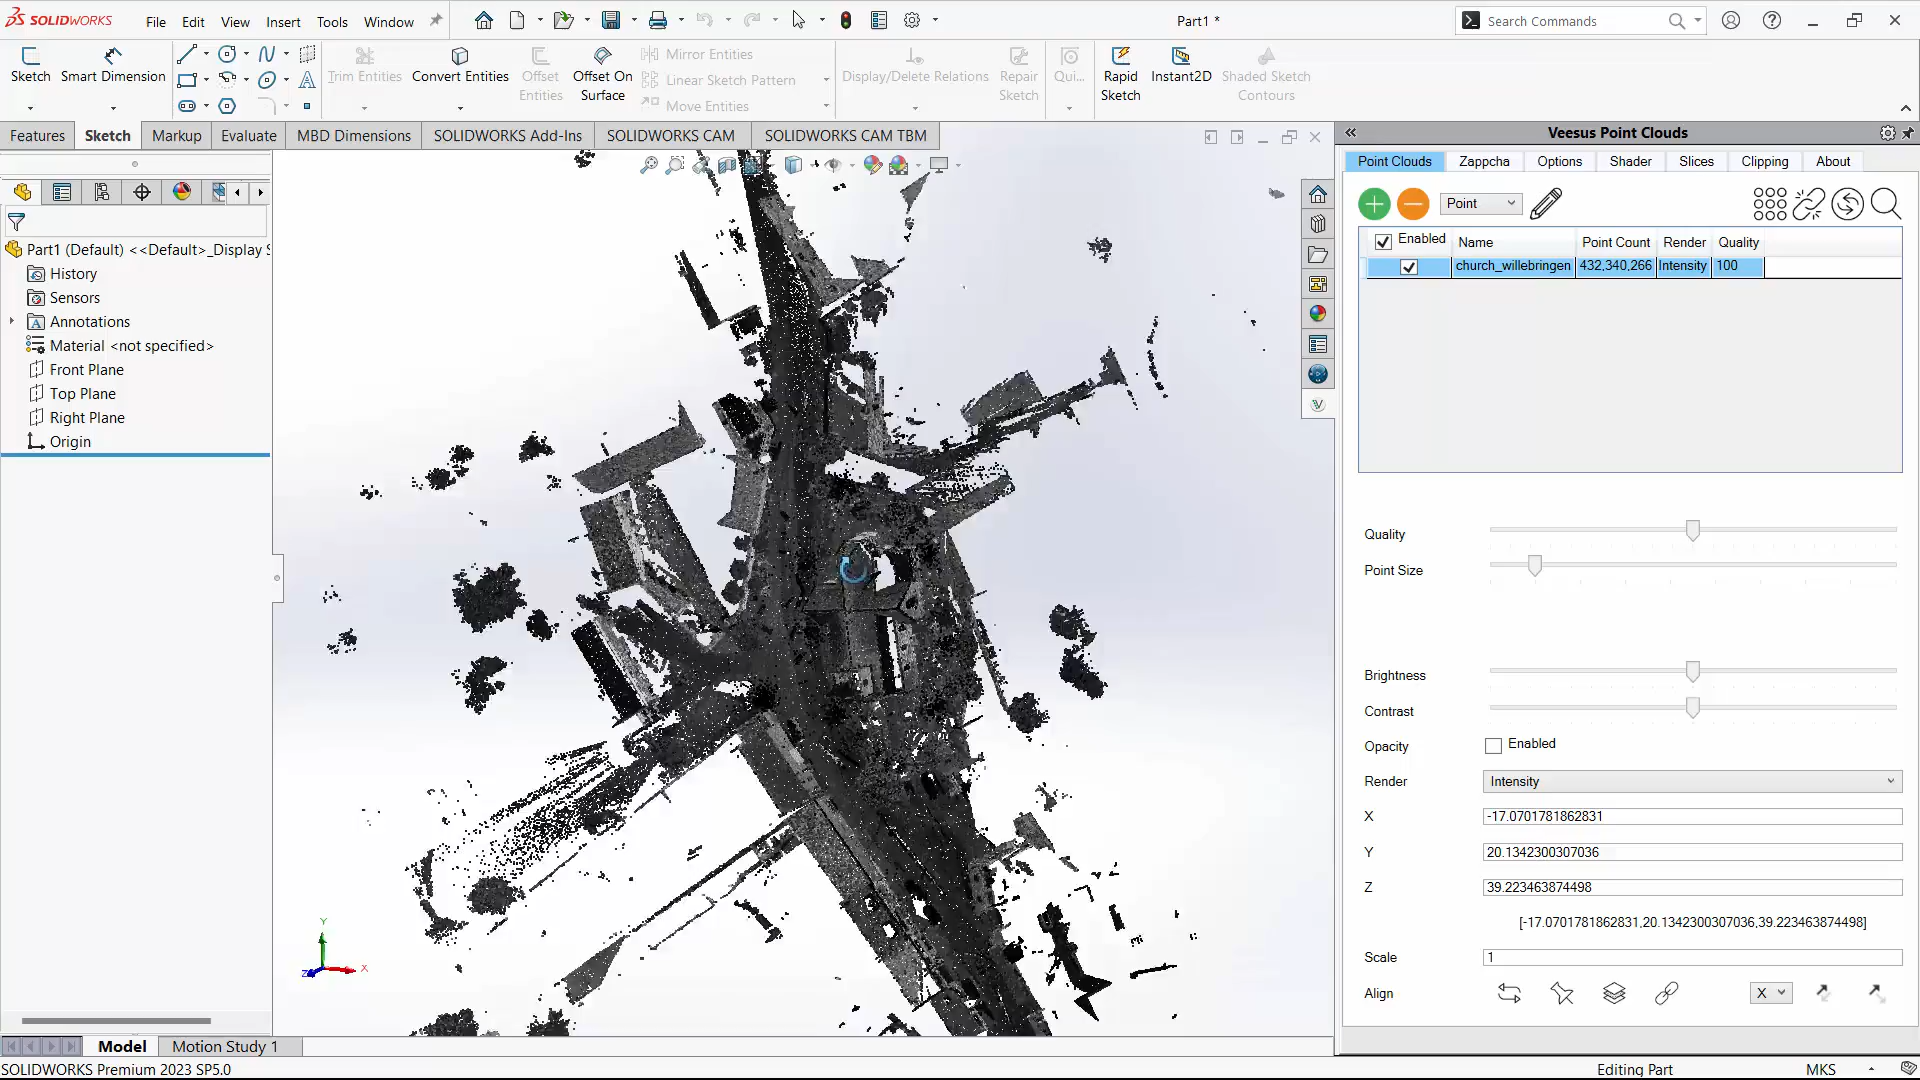 SOLIDWORKS File Edit View Insert Tools Window Part1 * Search Commands
Sketch Smart Dimension Trim Entities Convert Entities Offset Entities Offset On Surface Mirror Entities Linear Sketch Pattern Move Entities Display/Delete Relations Repair Sketch Qui... Rapid Sketch Instant2D Shaded Sketch Contours
Features Sketch Markup Evaluate MBD Dimensions SOLIDWORKS Add-Ins SOLIDWORKS CAM SOLIDWORKS CAM TBM
Part1 (Default) <<Default>_Display S
History
Sensors
Annotations
Material <not specified>
Front Plane
Top Plane
Right Plane
Origin
Y
X
Z
Veesus Point Clouds
Point Clouds Zappcha Options Shader Slices Clipping About
Point
Enabled Name Point Count Render Quality
church_willebringen 432,340,266 Intensity 100
Quality
Point Size
Brightness
Contrast
Opacity Enabled
Render Intensity
X -17.0701781862831
Y 20.1342300307036
Z 39.223463874498
[-17.0701781862831,20.1342300307036,39.223463874498]
Scale 1
Align X
Model Motion Study 1
SOLIDWORKS Premium 2023 SP5.0 Editing Part MKS